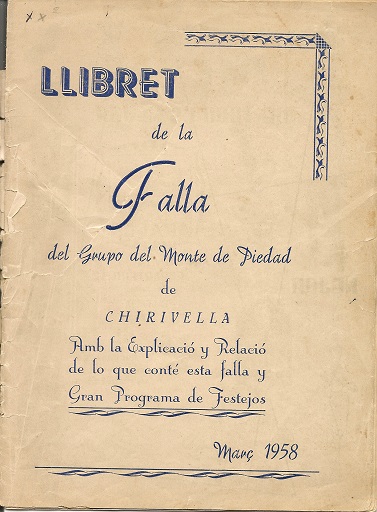 LLIBRET
de la
Falla
del Grupo del Monte de Piedad
de
CHIRIVELLA
Amb la Explicació y Relació
de lo que conté esta falla y
Gran Programa de Festejos
Març 1958